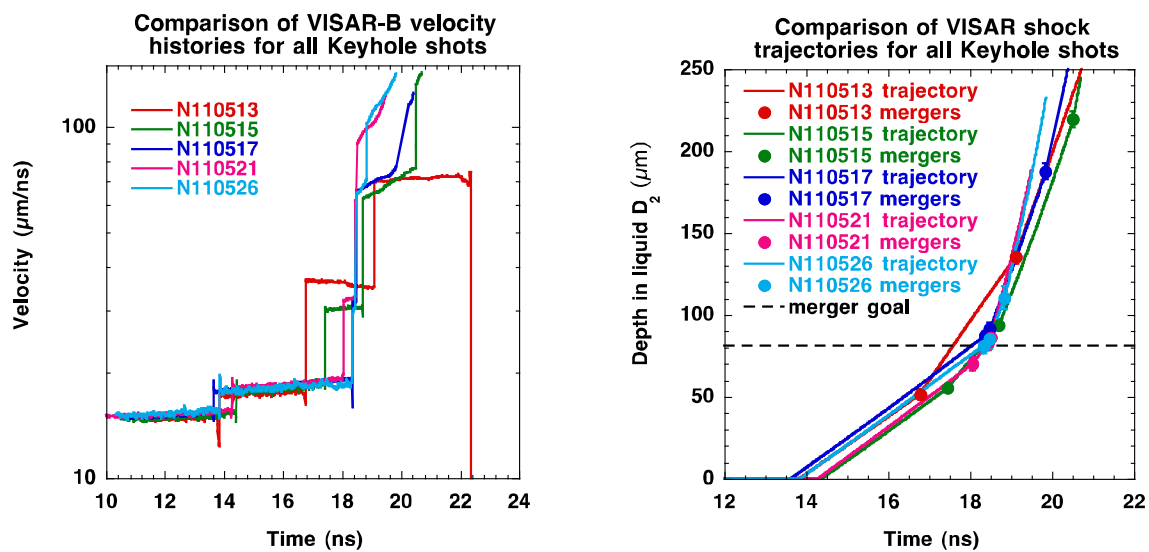 Comparison of VISAR-B velocity
histories for all Keyhole shots
100
10
Velocity (µm/ns)
N110513
N110515
N110517
N110521
N110526
10 12 14 16 18 20 22 24
Time (ns)
Comparison of VISAR shock
trajectories for all Keyhole shots
250
200
150
100
50
0
Depth in liquid D2 (µm)
N110513 trajectory
N110513 mergers
N110515 trajectory
N110515 mergers
N110517 trajectory
N110517 mergers
N110521 trajectory
N110521 mergers
N110526 trajectory
N110526 mergers
merger goal
12 14 16 18 20 22
Time (ns)